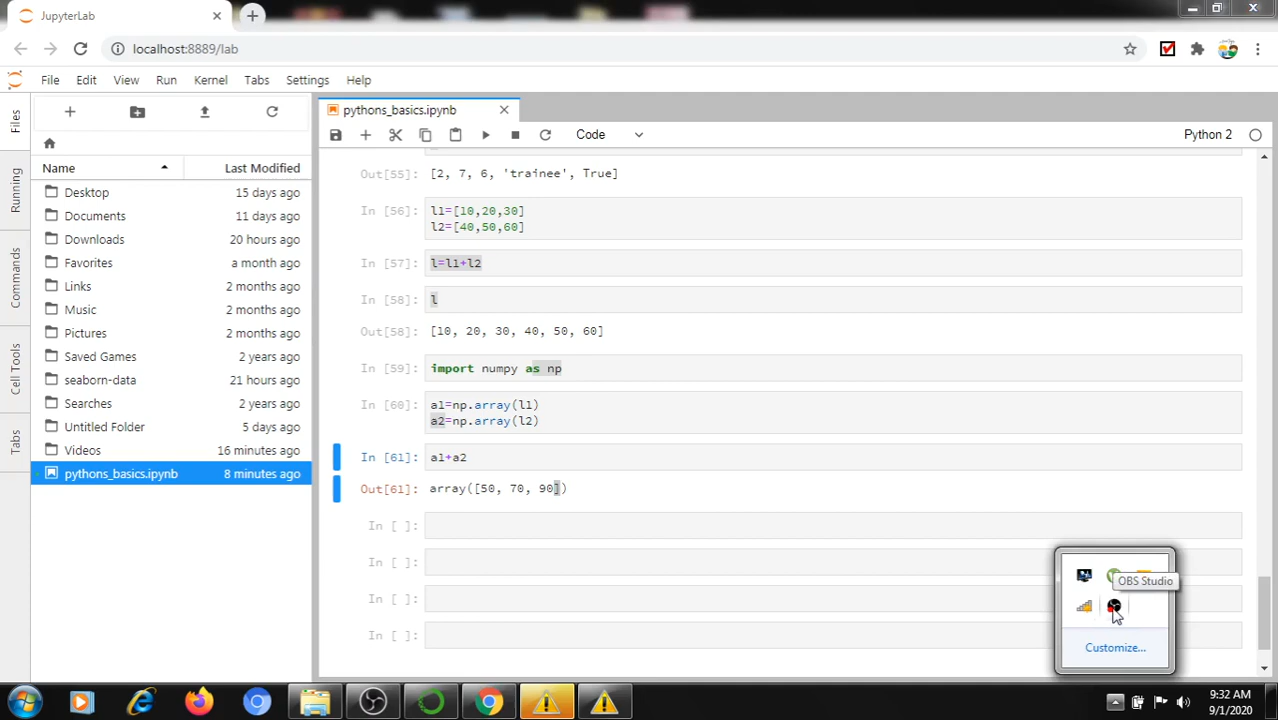 JupyterLab
localhost:8889/lab
File Edit View Run Kernel Tabs Settings Help
Files
Running
Commands
Cell Tools
Tabs
Name Last Modified
Desktop 15 days ago
Documents 11 days ago
Downloads 20 hours ago
Favorites a month ago
Links 2 months ago
Music 2 months ago
Pictures 2 months ago
Saved Games 2 years ago
seaborn-data 21 hours ago
Searches 2 years ago
Untitled Folder 5 days ago
Videos 16 minutes ago
pythons_basics.ipynb 8 minutes ago
pythons_basics.ipynb
Code Python 2
Out[55]: [2, 7, 6, 'trainee', True]
In [56]: l1=[10,20,30]
l2=[40,50,60]
In [57]: l=l1+l2
In [58]: l
Out[58]: [10, 20, 30, 40, 50, 60]
In [59]: import numpy as np
In [60]: a1=np.array(l1)
a2=np.array(l2)
In [61]: a1+a2
Out[61]: array([50, 70, 90])
In [ ]:
In [ ]:
In [ ]:
In [ ]:
OBS Studio
Customize...
9:32 AM
9/1/2020